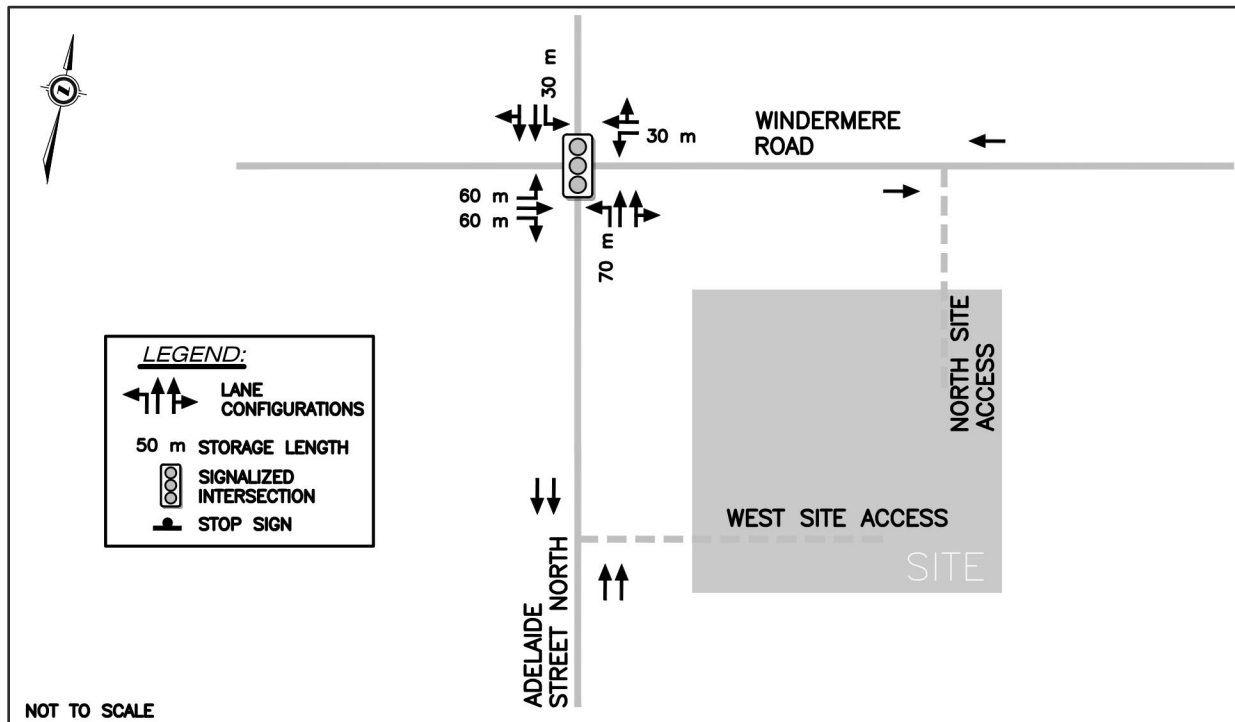 30 m
WINDERMERE
ROAD
30 m
60 m
60 m
70 m
NORTH SITE
ACCESS
LEGEND:
LANE
CONFIGURATIONS
50 m STORAGE LENGTH
SIGNALIZED
INTERSECTION
STOP SIGN
WEST SITE ACCESS
SITE
ADELAIDE
STREET NORTH
NOT TO SCALE